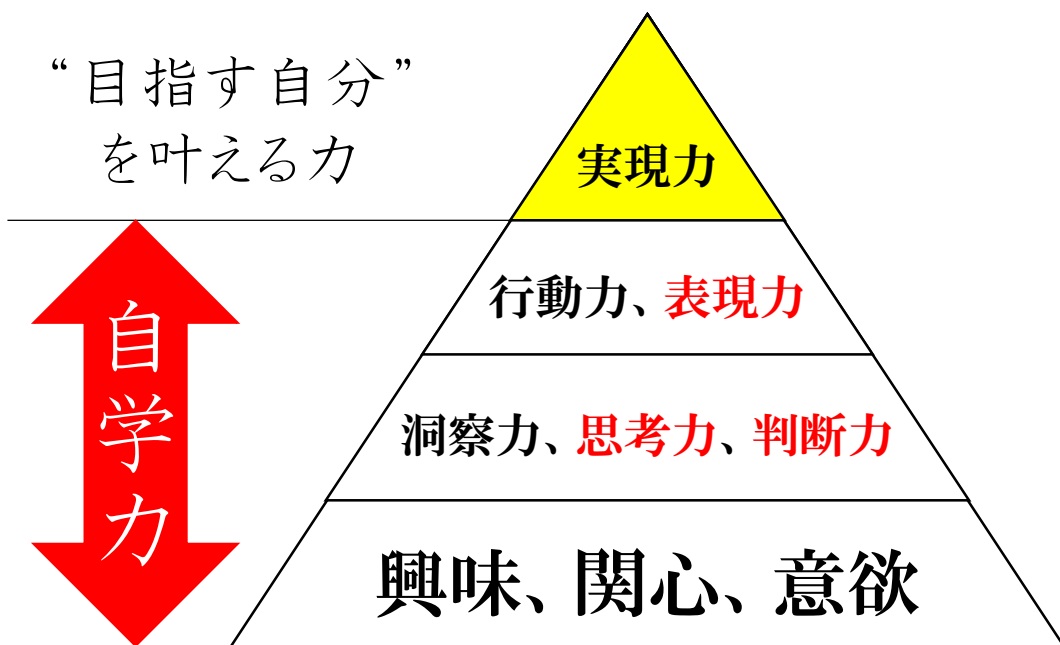 “目指す自分”
を叶える力
実現力
自学力
行動力、表現力
洞察力、思考力、判断力
興味、関心、意欲